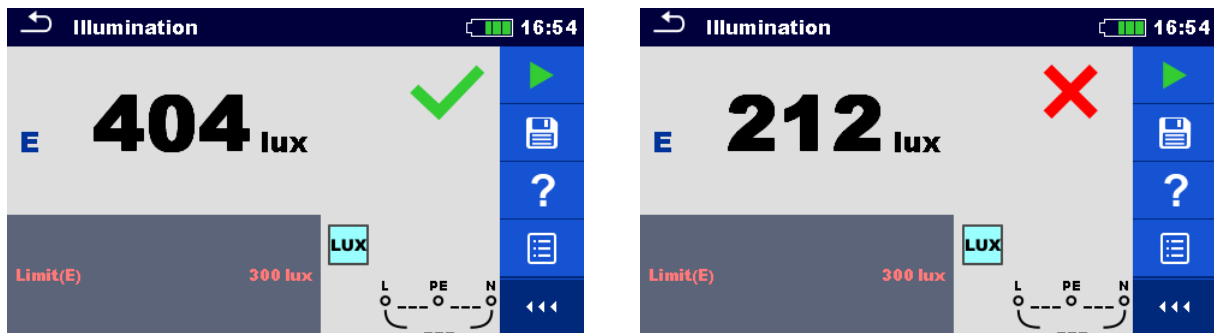 Illumination 16:54
E 404 lux
?
LUX
Limit(E) 300 lux
L PE N
Illumination 16:54
E 212 lux
?
LUX
Limit(E) 300 lux
L PE N